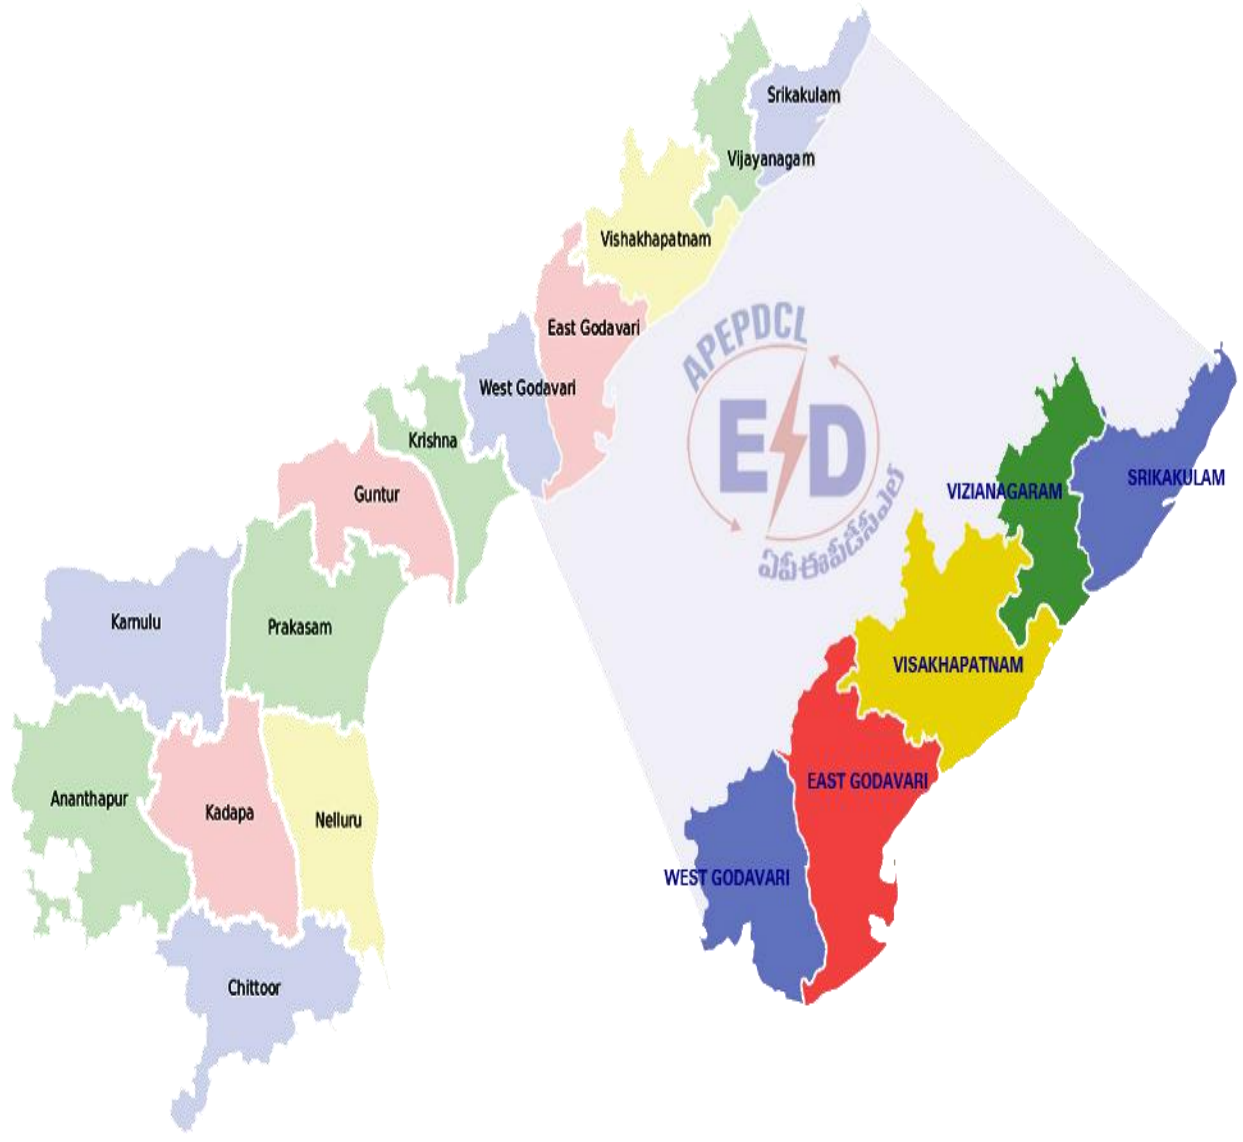 Srikakulam
Vijayanagam
Vishakhapatnam
East Godavari
West Godavari
Krishna
Guntur
Karnulu
Prakasam
Ananthapur
Kadapa
Nelluru
Chittoor
APEPDCL
ED
ఏపీఈపీడీసీఎల్
SRIKAKULAM
VIZIANAGARAM
VISAKHAPATNAM
EAST GODAVARI
WEST GODAVARI